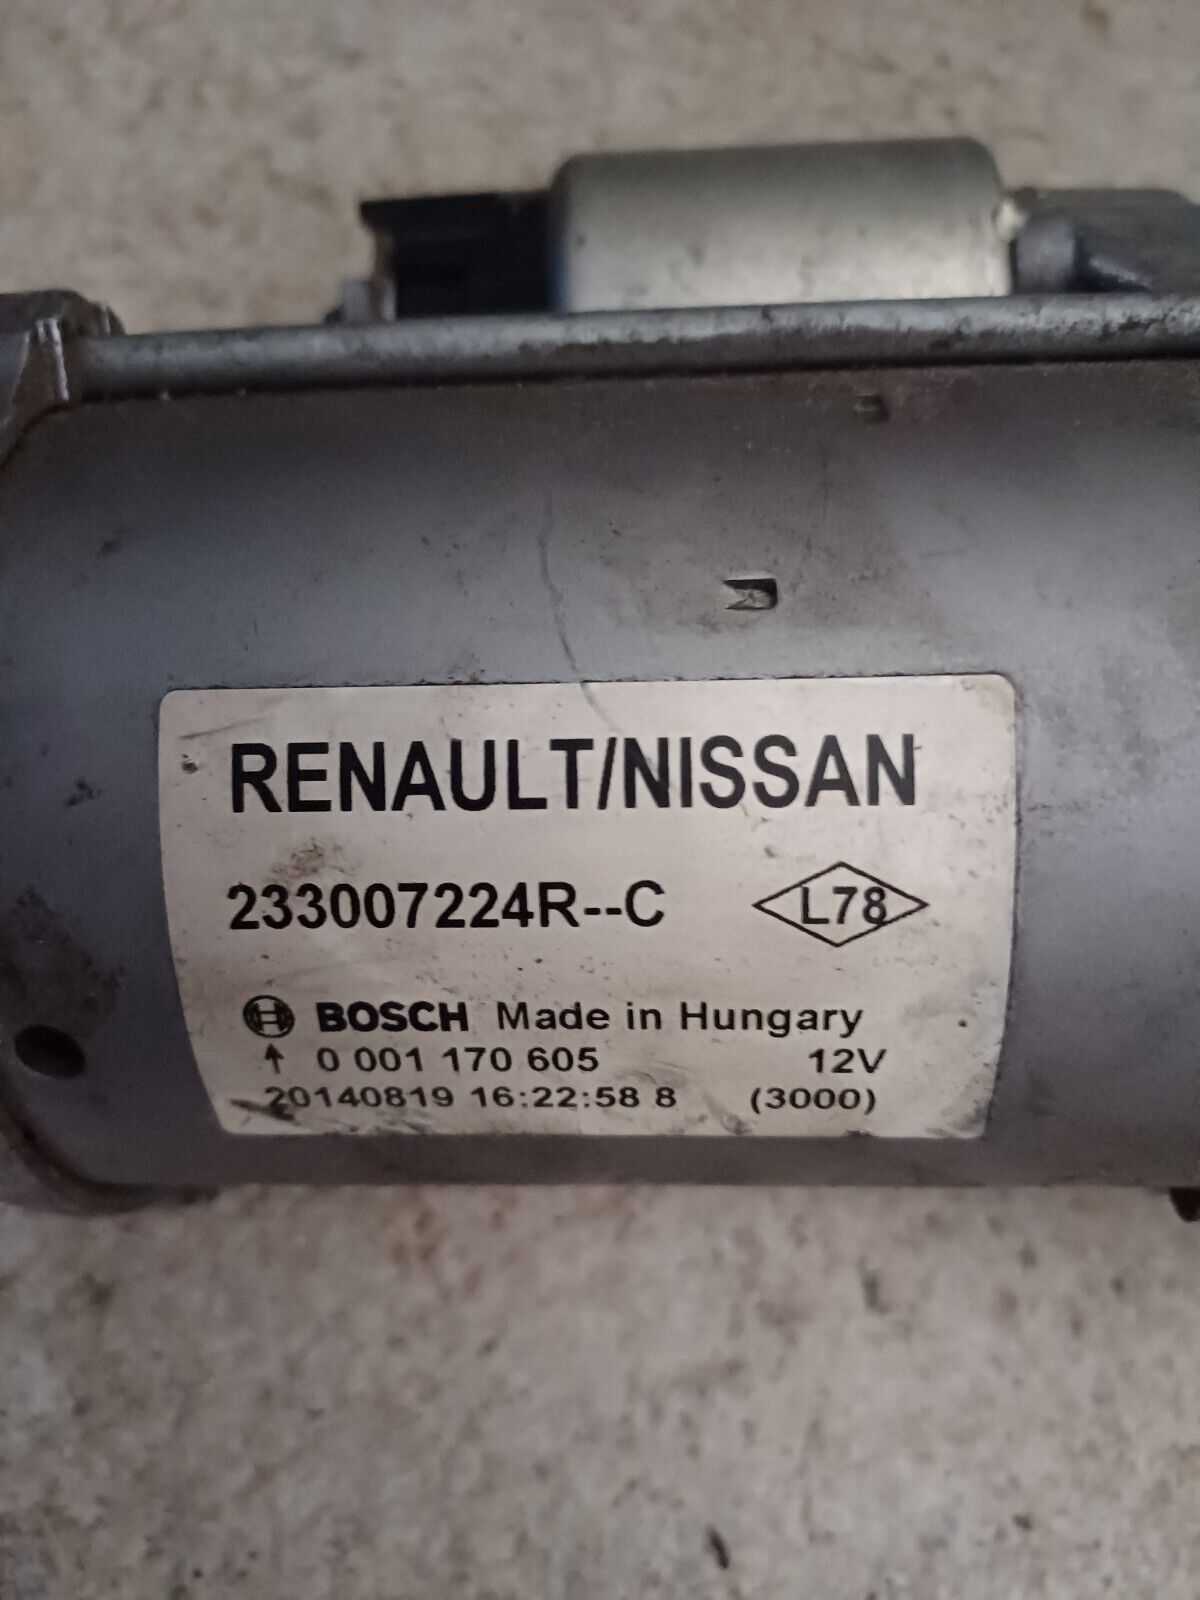 RENAULT/NISSAN
233007224R--C L78
BOSCH Made in Hungary
0 001 170 605 12V
20140819 16:22:58 8 (3000)